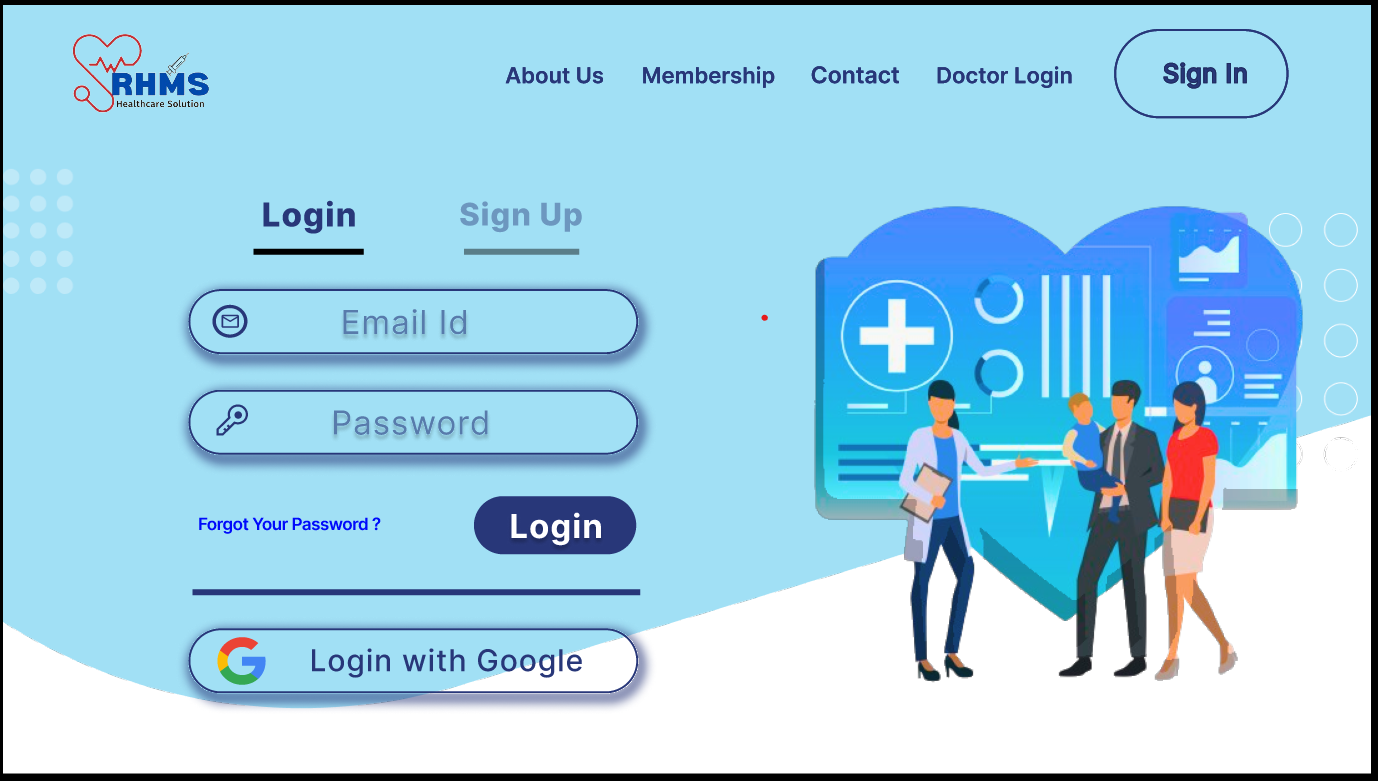 RHMS
Healthcare Solution
About Us
Membership
Contact
Doctor Login
Sign In
Login
Sign Up
Email Id
Password
Forgot Your Password ?
Login
Login with Google